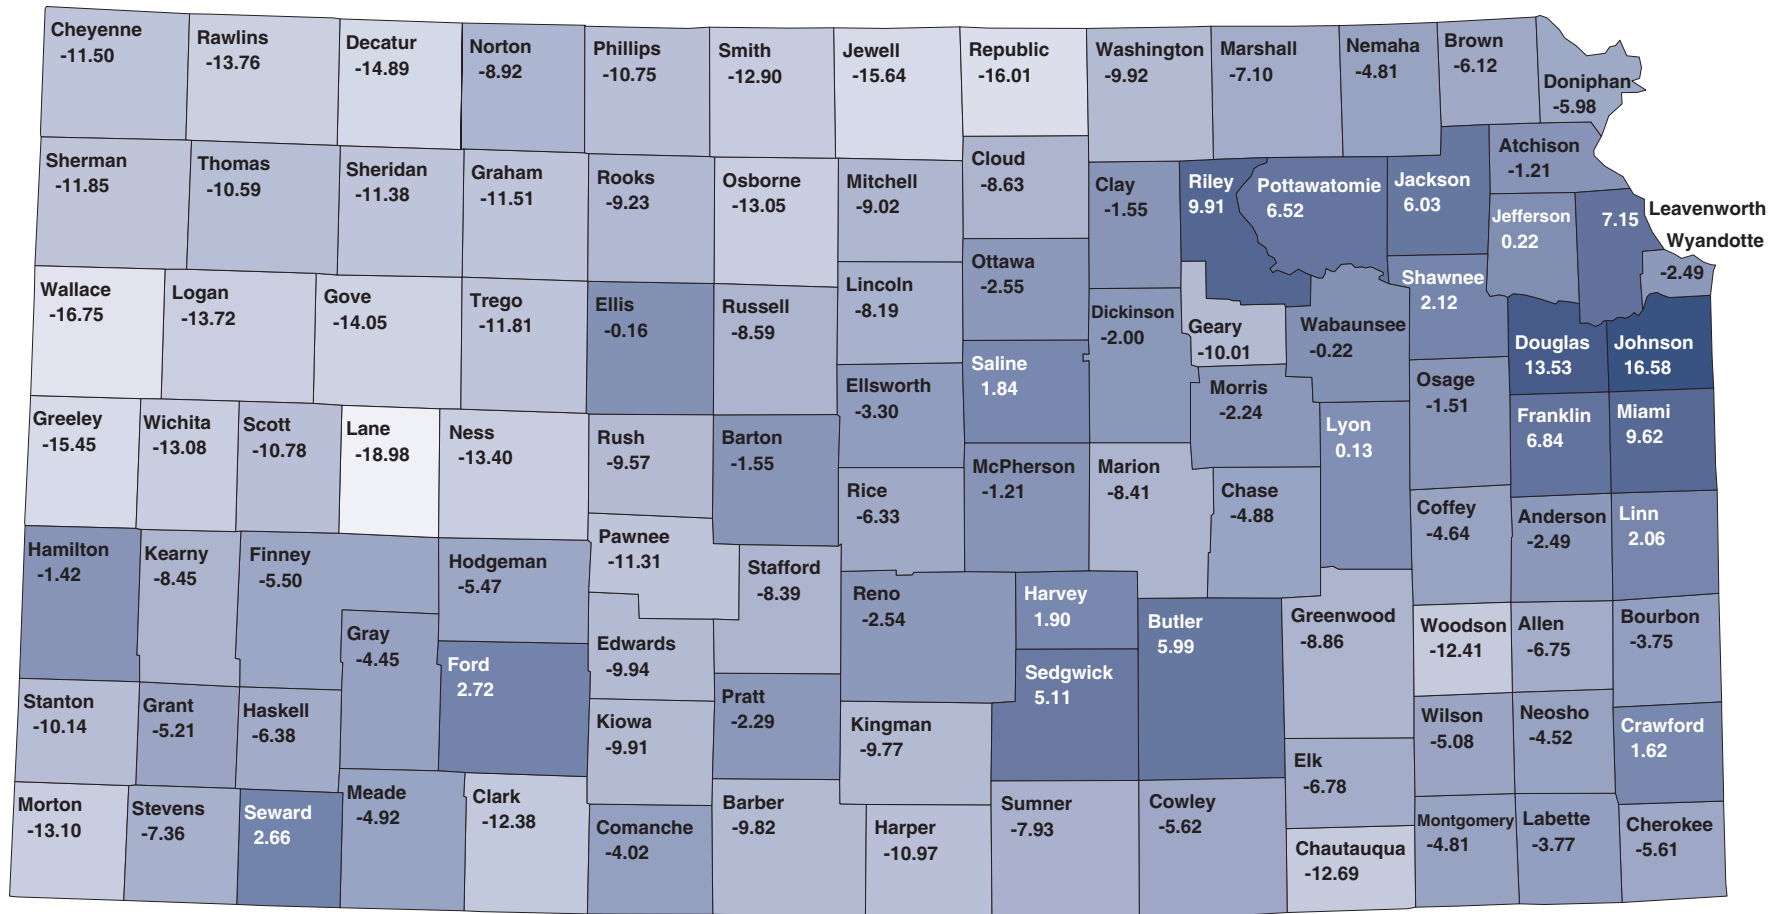 Cheyenne
-11.50
Rawlins
-13.76
Decatur
-14.89
Norton
-8.92
Phillips
-10.75
Smith
-12.90
Jewell
-15.64
Republic
-16.01
Washington
-9.92
Marshall
-7.10
Nemaha
-4.81
Brown
-6.12
Doniphan
-5.98
Sherman
-11.85
Thomas
-10.59
Sheridan
-11.38
Graham
-11.51
Rooks
-9.23
Osborne
-13.05
Mitchell
-9.02
Cloud
-8.63
Clay
-1.55
Riley
9.91
Pottawatomie
6.52
Jackson
6.03
Atchison
-1.21
Jefferson
0.22
7.15
Leavenworth
Wyandotte
-2.49
Wallace
-16.75
Logan
-13.72
Gove
-14.05
Trego
-11.81
Ellis
-0.16
Russell
-8.59
Lincoln
-8.19
Ottawa
-2.55
Saline
1.84
Dickinson
-2.00
Geary
-10.01
Wabaunsee
-0.22
Shawnee
2.12
Douglas
13.53
Johnson
16.58
Greeley
-15.45
Wichita
-13.08
Scott
-10.78
Lane
-18.98
Ness
-13.40
Rush
-9.57
Barton
-1.55
Ellsworth
-3.30
Rice
-6.33
McPherson
-1.21
Marion
-8.41
Morris
-2.24
Chase
-4.88
Lyon
0.13
Osage
-1.51
Franklin
6.84
Miami
9.62
Coffey
-4.64
Anderson
-2.49
Linn
2.06
Hamilton
-1.42
Kearny
-8.45
Finney
-5.50
Hodgeman
-5.47
Pawnee
-11.31
Stafford
-8.39
Reno
-2.54
Harvey
1.90
Butler
5.99
Greenwood
-8.86
Woodson
-12.41
Allen
-6.75
Bourbon
-3.75
Gray
-4.45
Ford
2.72
Edwards
-9.94
Sedgwick
5.11
Stanton
-10.14
Grant
-5.21
Haskell
-6.38
Kiowa
-9.91
Pratt
-2.29
Kingman
-9.77
Elk
-6.78
Wilson
-5.08
Neosho
-4.52
Crawford
1.62
Morton
-13.10
Stevens
-7.36
Seward
2.66
Meade
-4.92
Clark
-12.38
Comanche
-4.02
Barber
-9.82
Harper
-10.97
Sumner
-7.93
Cowley
-5.62
Chautauqua
-12.69
Montgomery
-4.81
Labette
-3.77
Cherokee
-5.61